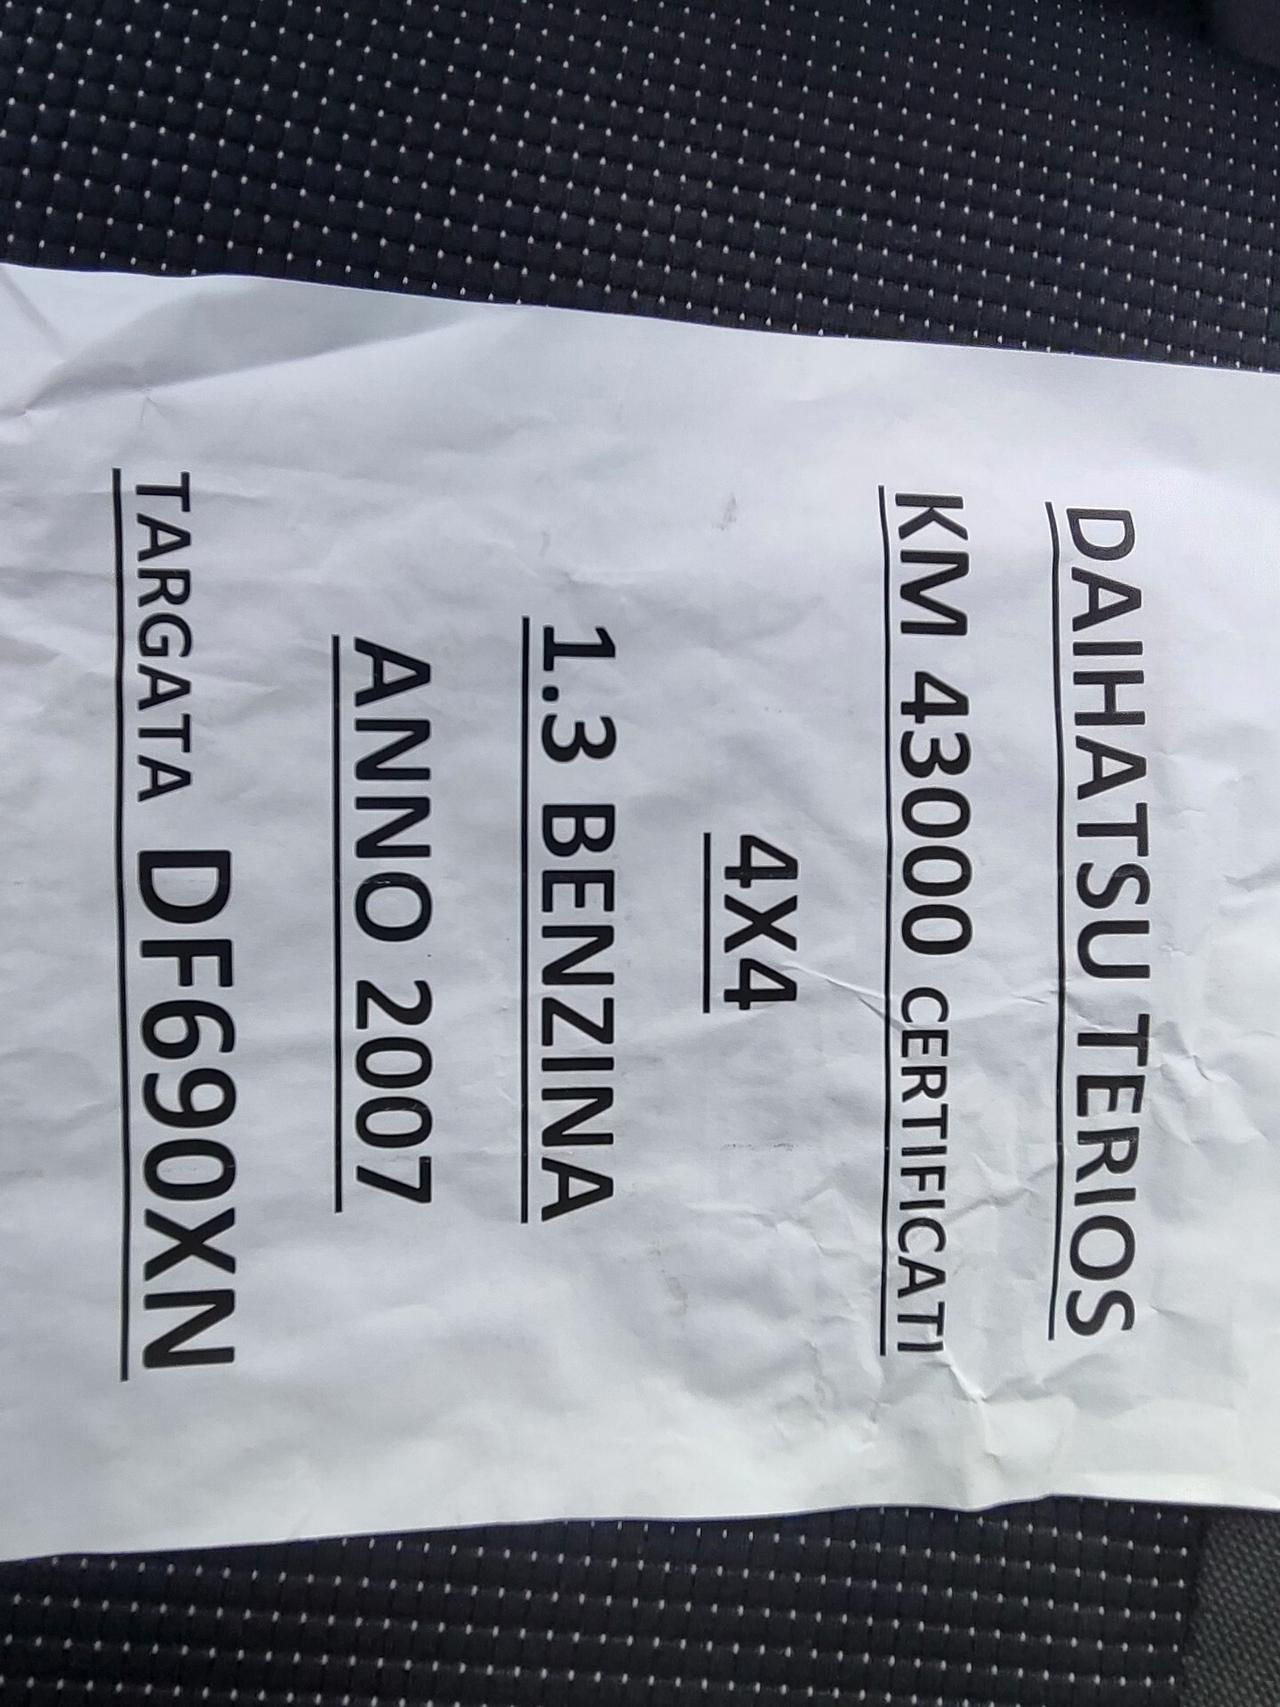 DAIHATSU TERIOS
KM 43000 CERTIFICATI
4X4
1.3 BENZINA
ANNO 2007
TARGATA DF690XN